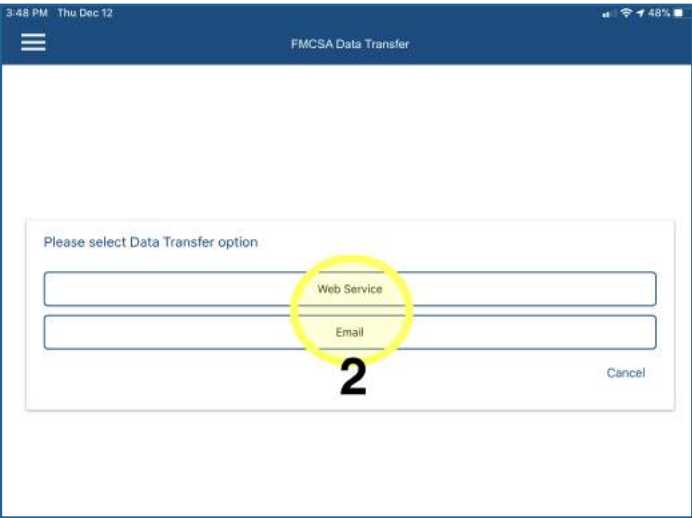 3:48 PM Thu Dec 12 48%
FMCSA Data Transfer
Please select Data Transfer option
Web Service
Email
2
Cancel